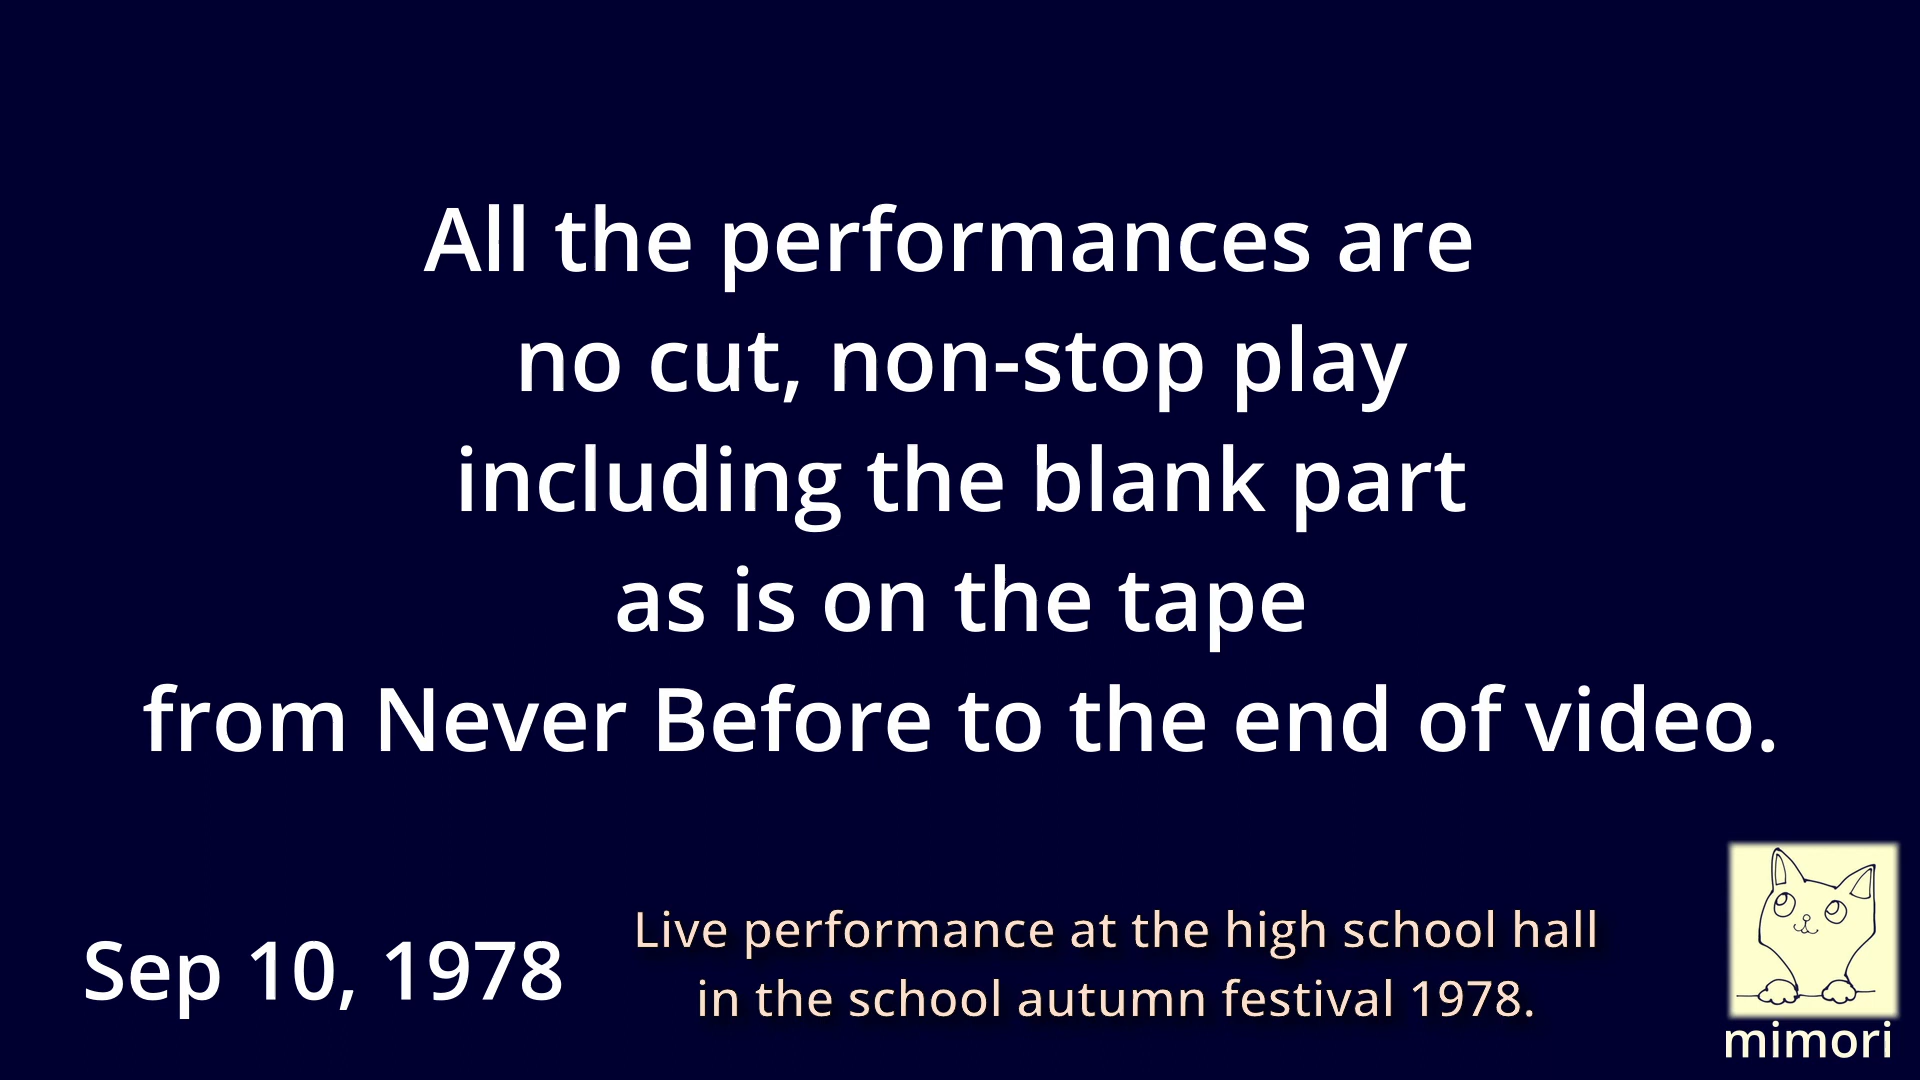 All the performances are
no cut, non-stop play
including the blank part
as is on the tape
from Never Before to the end of video.
Sep 10, 1978
Live performance at the high school hall
in the school autumn festival 1978.
mimori